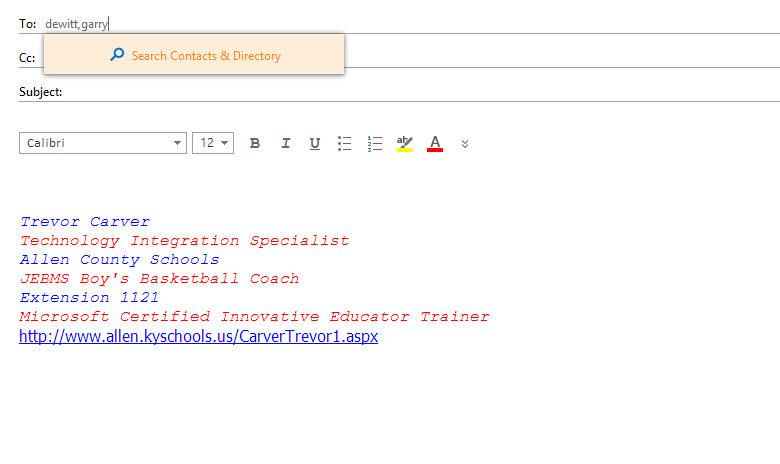 To: dewitt,garry
Search Contacts & Directory
Cc:
Subject:
Calibri 12 B I U ab A
Trevor Carver
Technology Integration Specialist
Allen County Schools
JEBMS Boy's Basketball Coach
Extension 1121
Microsoft Certified Innovative Educator Trainer
http://www.allen.kyschools.us/CarverTrevor1.aspx